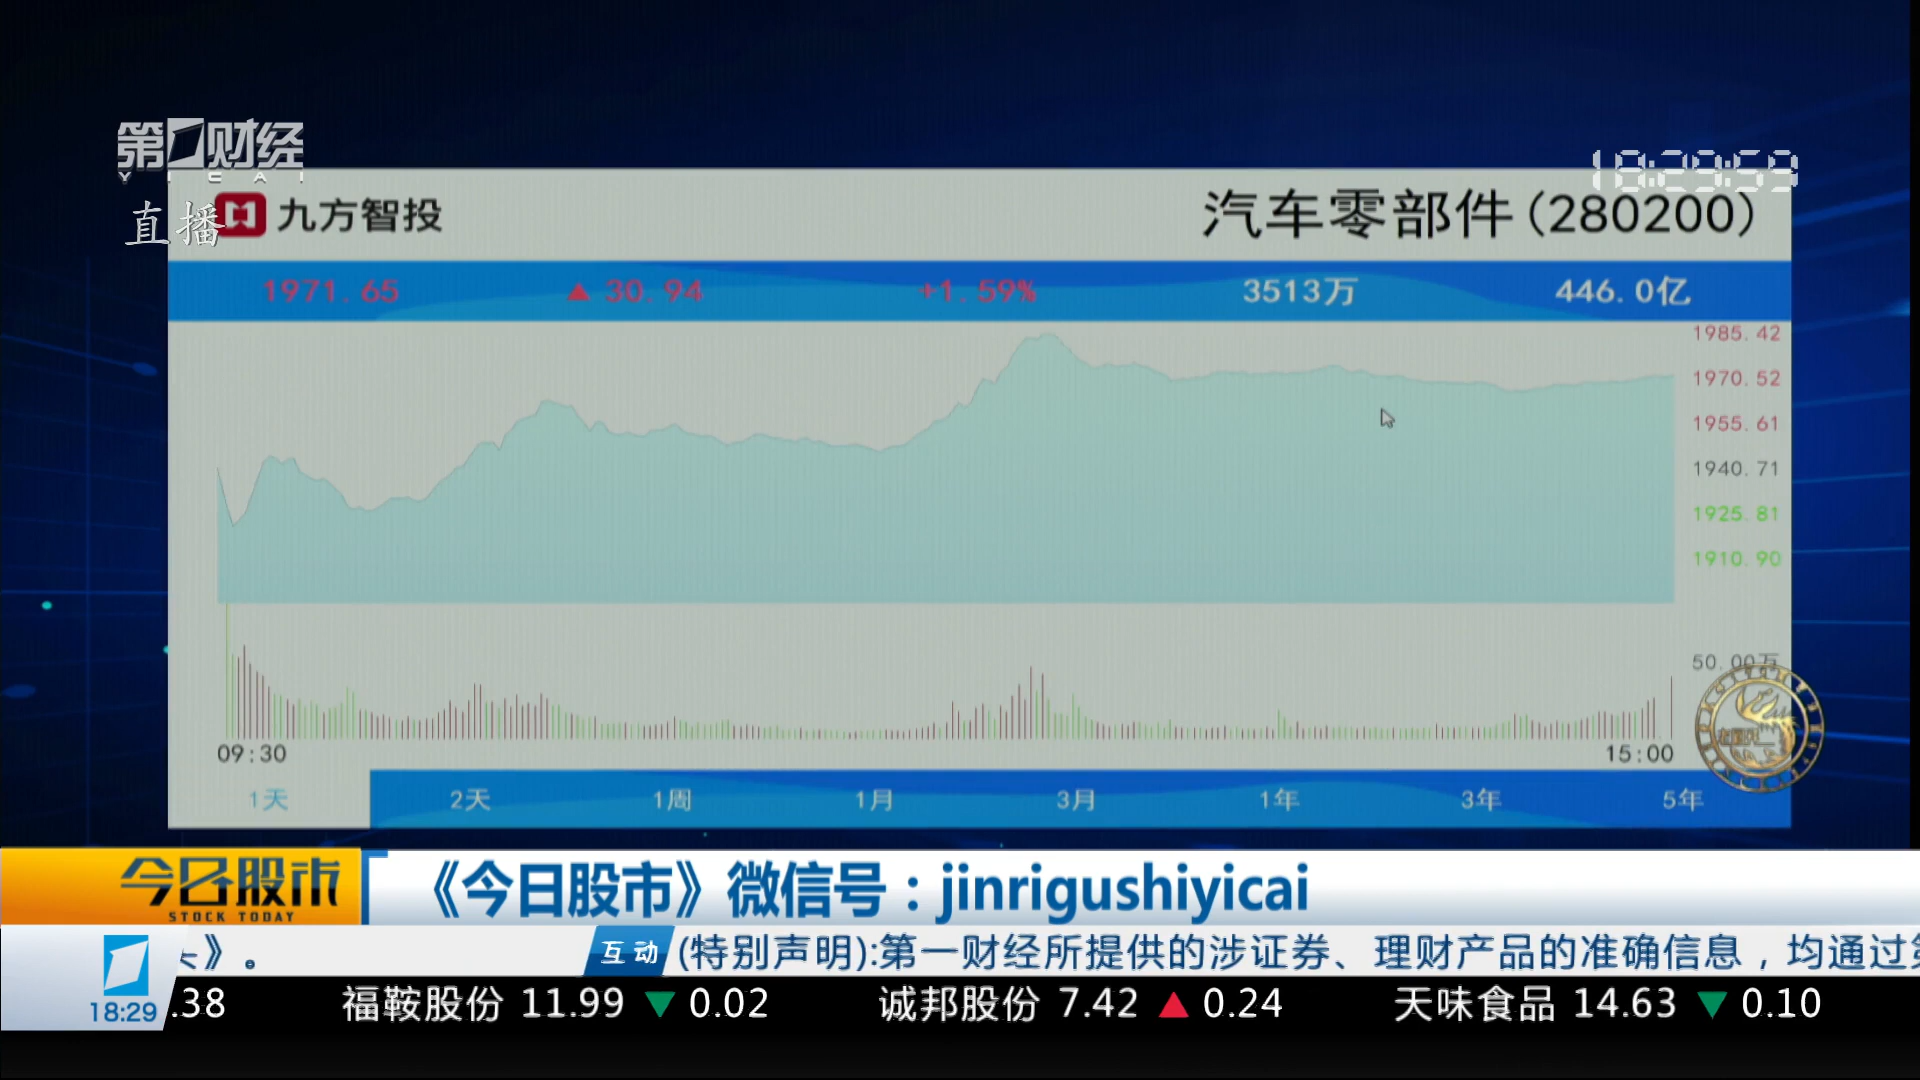 第一财经
YICAI
直播
18:29:59
九方智投
汽车零部件(280200)
1971.65 ▲ 30.94 +1.59% 3513万 446.0亿
1985.42
1970.52
1955.61
1940.71
1925.81
1910.90
50.00万
09:30 15:00
1天 2天 1周 1月 3月 1年 3年 5年
今日股市
STOCK TODAY
《今日股市》微信号：jinrigushiyicai
》。 互动 (特别声明):第一财经所提供的涉证券、理财产品的准确信息，均通过
18:29
.38 福鞍股份 11.99 ▼ 0.02 诚邦股份 7.42 ▲ 0.24 天味食品 14.63 ▼ 0.10